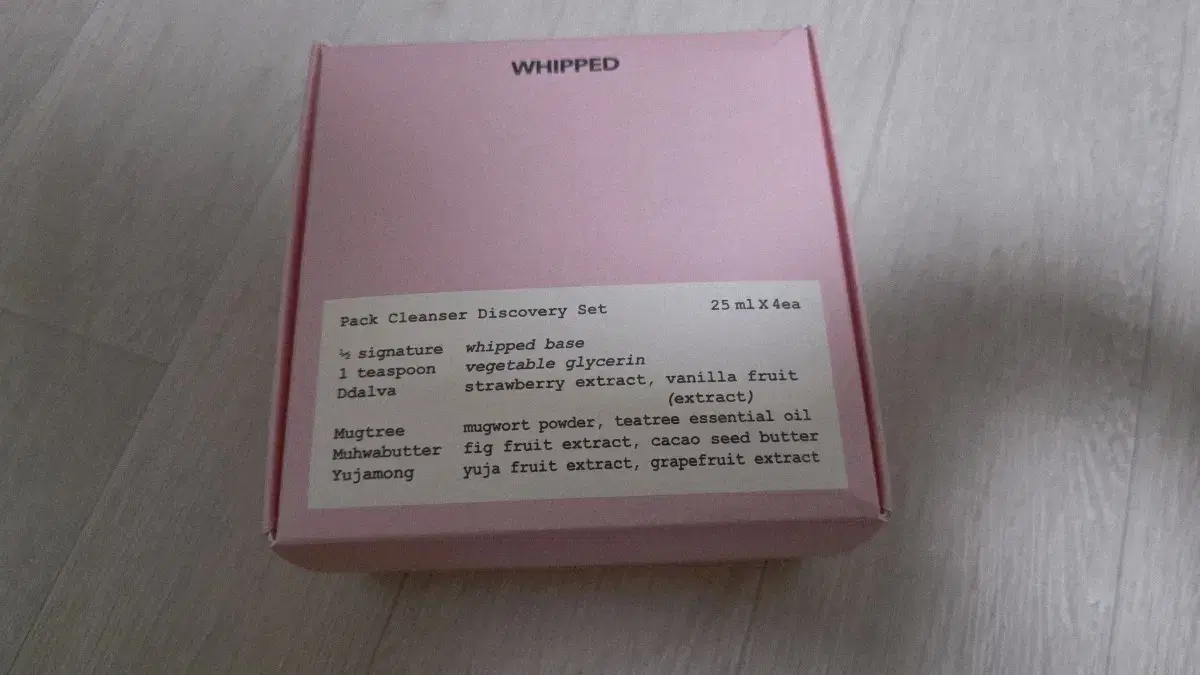 WHIPPED
Pack Cleanser Discovery Set 25 ml X 4ea
½ signature whipped base
1 teaspoon vegetable glycerin
Ddalva strawberry extract, vanilla fruit
(extract)
Mugtree mugwort powder, teatree essential oil
Muhwabutter fig fruit extract, cacao seed butter
Yujamong yuja fruit extract, grapefruit extract